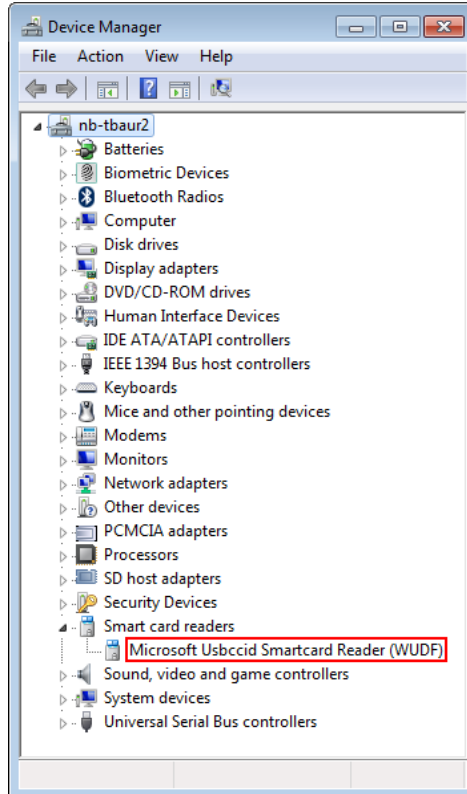 Device Manager
File Action View Help
nb-tbaur2
Batteries
Biometric Devices
Bluetooth Radios
Computer
Disk drives
Display adapters
DVD/CD-ROM drives
Human Interface Devices
IDE ATA/ATAPI controllers
IEEE 1394 Bus host controllers
Keyboards
Mice and other pointing devices
Modems
Monitors
Network adapters
Other devices
PCMCIA adapters
Processors
SD host adapters
Security Devices
Smart card readers
Microsoft Usbccid Smartcard Reader (WUDF)
Sound, video and game controllers
System devices
Universal Serial Bus controllers